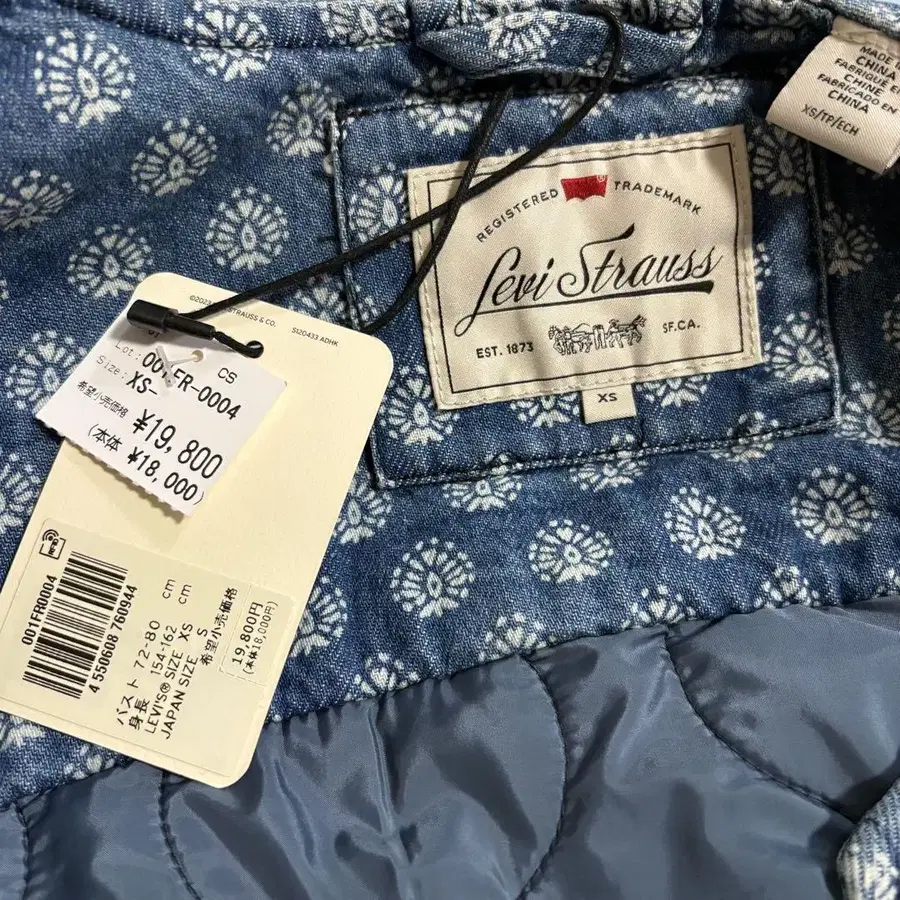 MADE IN
CHINA
FABRIQUÉ EN
CHINE
FABRICADO EN
CHINA
XS/TP/ECH
REGISTERED TRADEMARK
Levi Strauss
EST. 1873
SF.CA.
XS
©2023
STRAUSS & CO.
S120433 ADHK
CS
Lot:
FR-0004
Size:
XS-
希望小売価格
¥19,800
(本体 ¥18,000)
RFID
001FR0004
4 550608 760944
バスト 72-80 cm
身長 154-162 cm
LEVI'S® SIZE XS
JAPAN SIZE S
希望小売価格
19,800円
(本体18,000円)